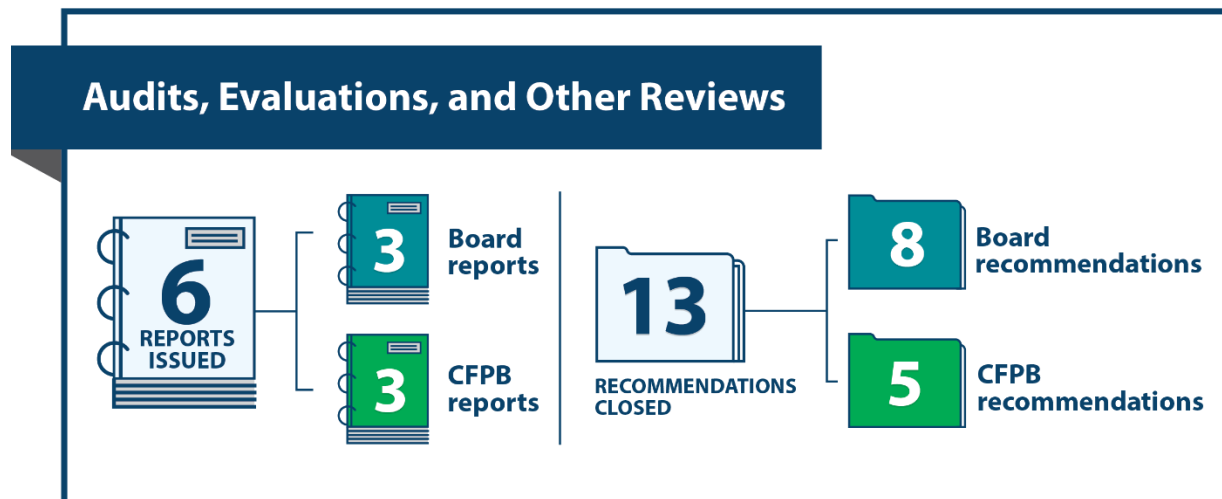 Audits, Evaluations, and Other Reviews
6
REPORTS
ISSUED
3
Board
reports
3
CFPB
reports
13
RECOMMENDATIONS
CLOSED
8
Board
recommendations
5
CFPB
recommendations